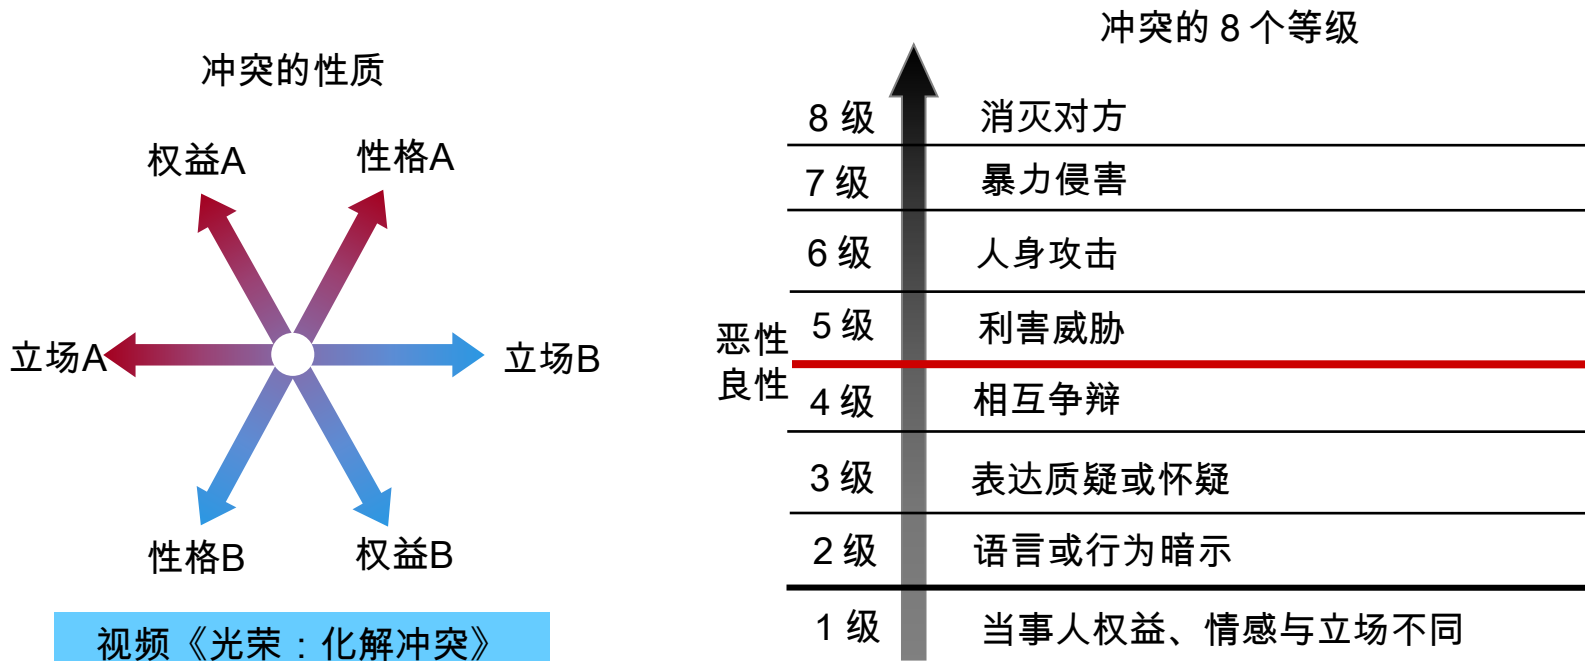 冲突的性质
权益A
性格A
立场A
立场B
性格B
权益B
视频《光荣：化解冲突》
冲突的 8 个等级
8 级 消灭对方
7 级 暴力侵害
6 级 人身攻击
5 级 利害威胁
恶性
良性
4 级 相互争辩
3 级 表达质疑或怀疑
2 级 语言或行为暗示
1 级 当事人权益、情感与立场不同